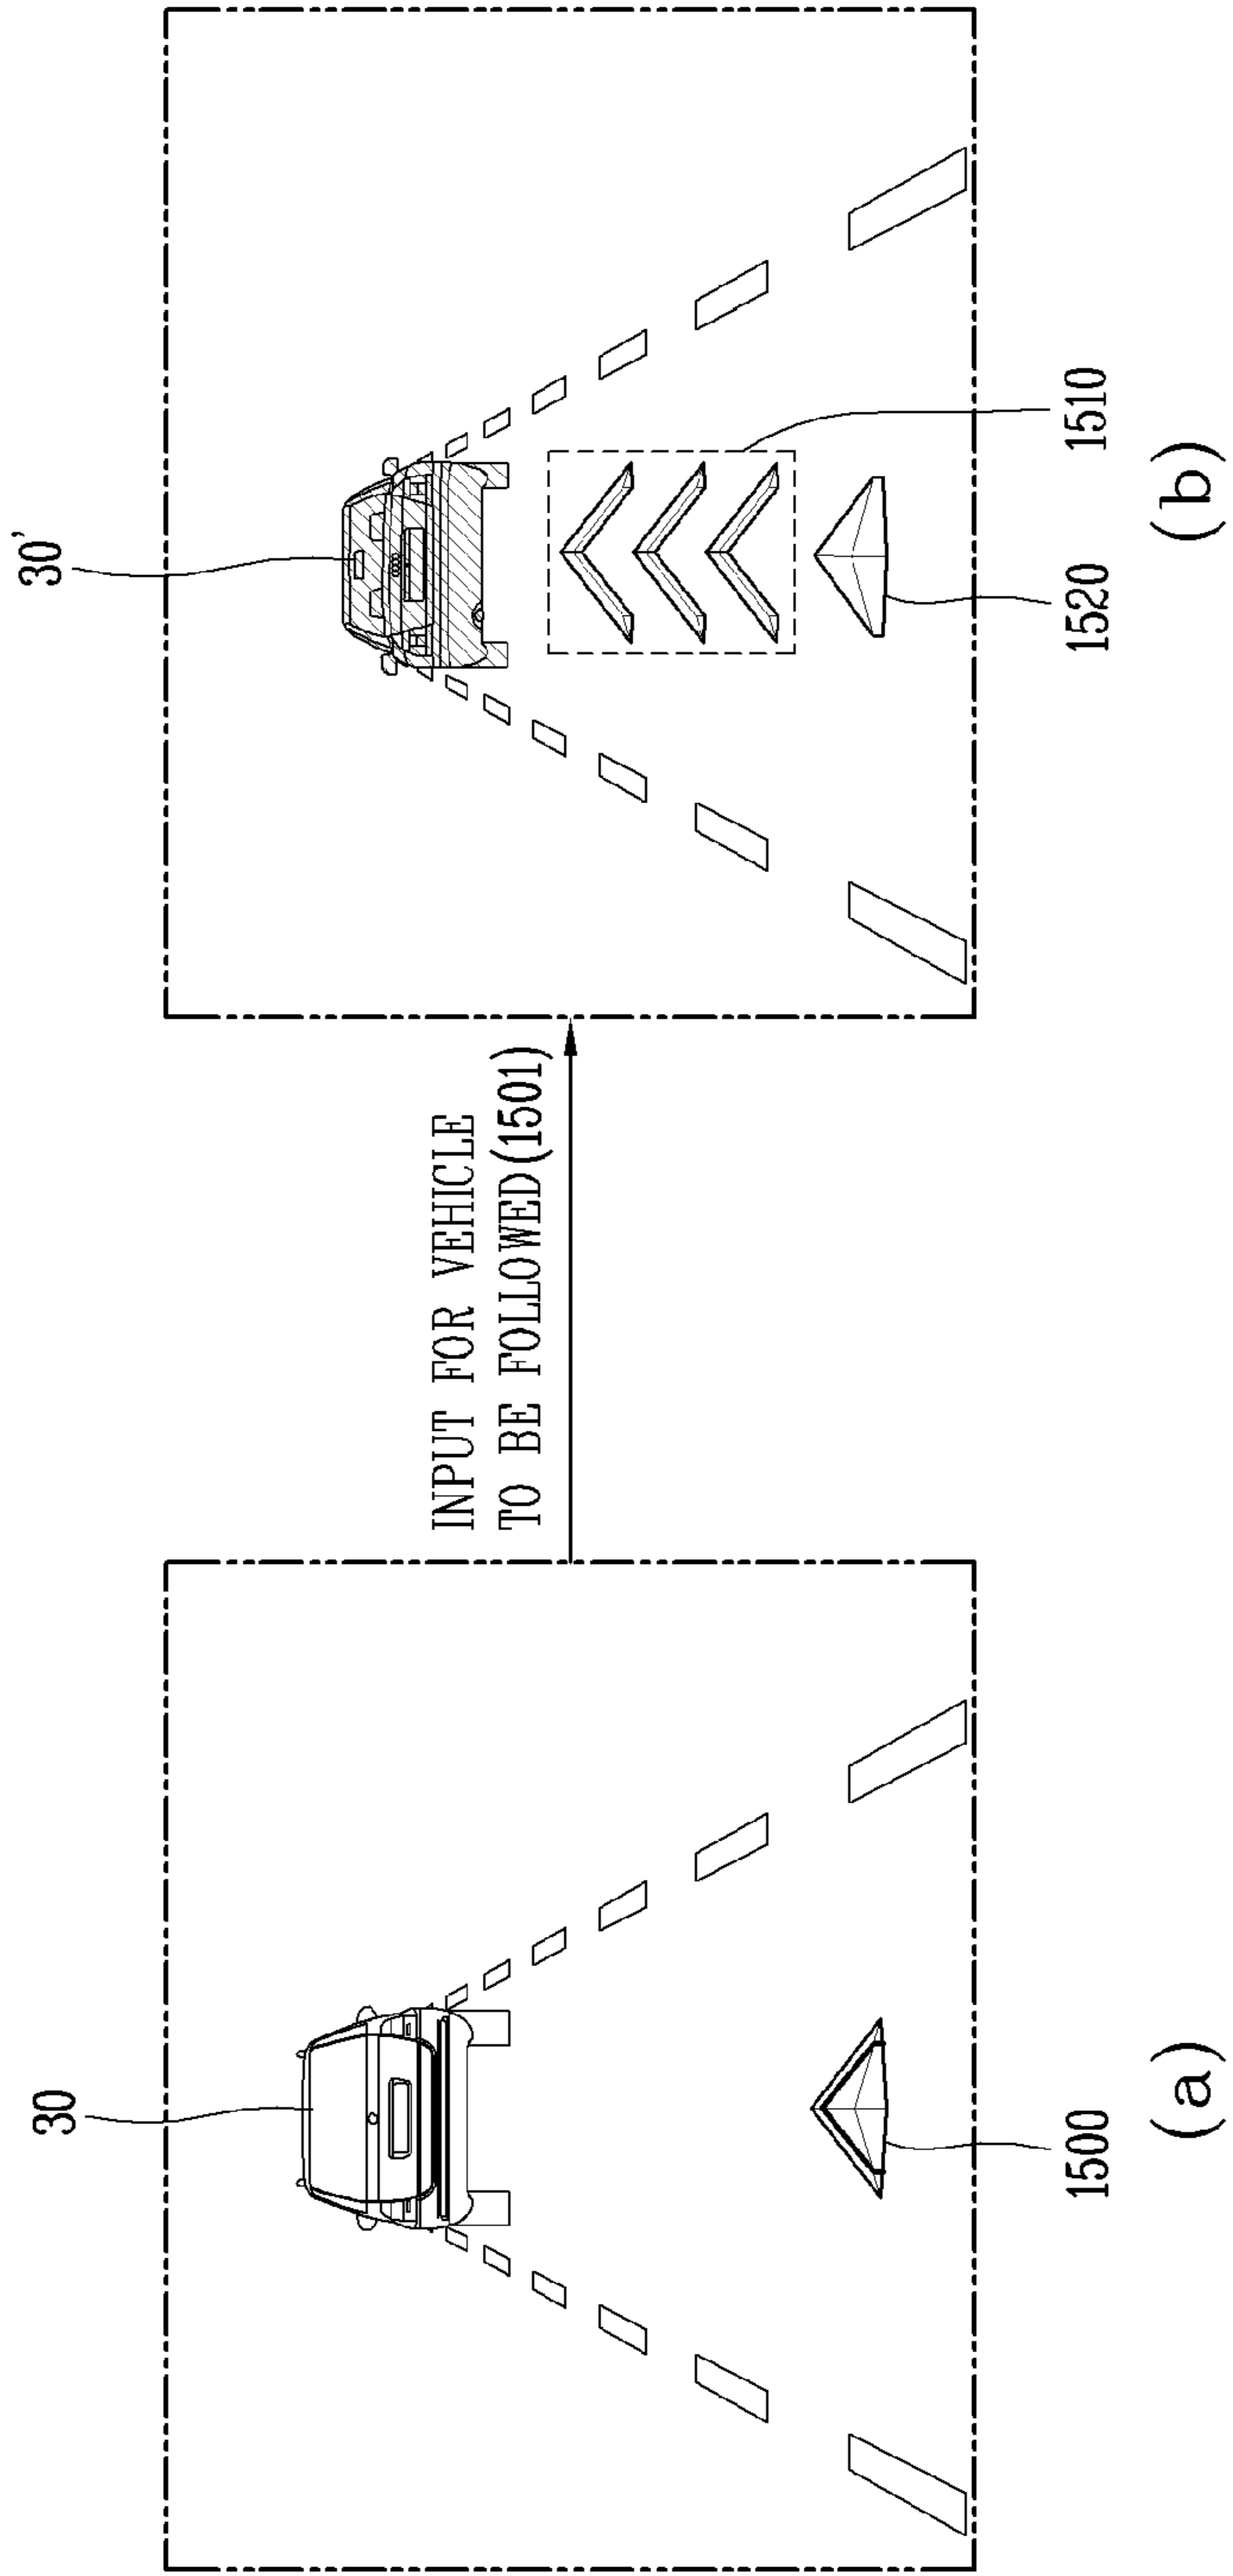 30
1500
(a)
INPUT FOR VEHICLE
TO BE FOLLOWED(1501)
30'
1520
1510
(b)